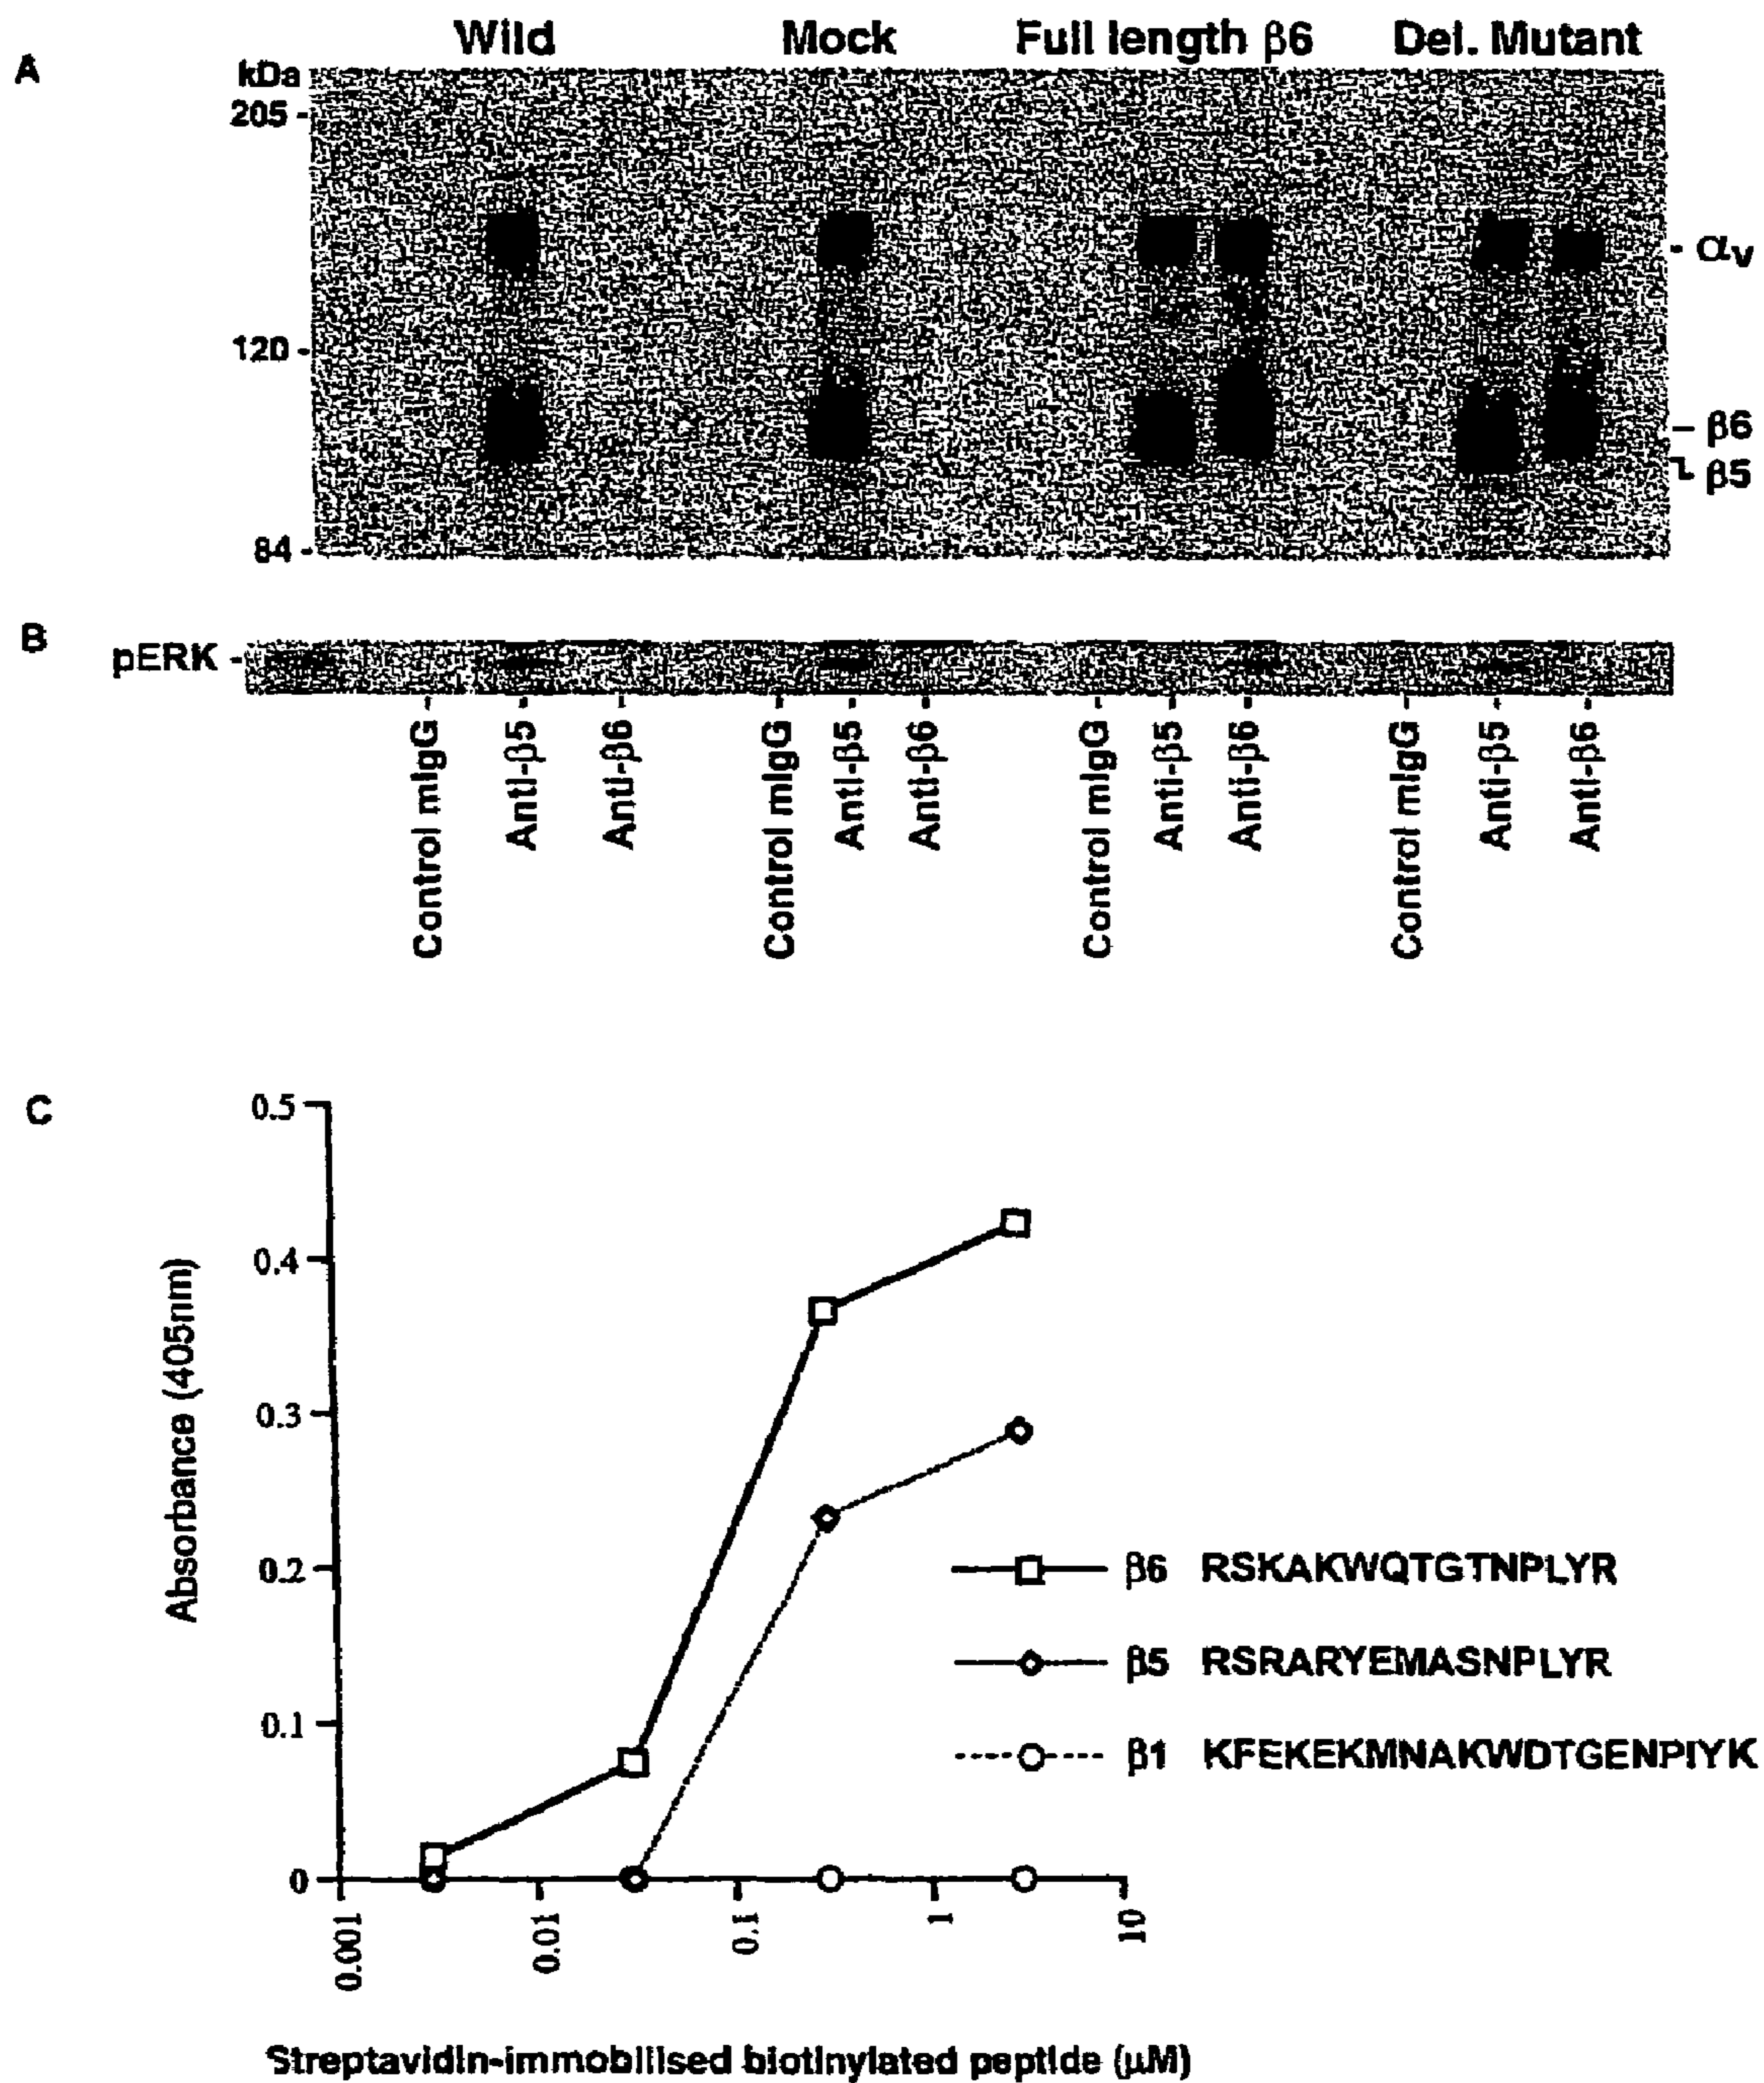 A
Wild Mock Full length β6 Del. Mutant
kDa
205 -
120 -
84 -
- αv
- β6
β5
B
pERK -
Control mIgG -
Anti-β5 -
Anti-β6 -
Control mIgG -
Anti-β5 -
Anti-β6 -
Control mIgG -
Anti-β5 -
Anti-β6 -
Control mIgG -
Anti-β5 -
Anti-β6 -
C
Absorbance (405nm)
0.5
0.4
0.3
0.2
0.1
0
0.001
0.01
0.1
1
10
β6 RSKAKWQTGTNPLYR
β5 RSRARYEMASNPLYR
β1 KFEKEKMNAKWDTGENPIYK
Streptavidin-immobilised biotinylated peptide (μM)